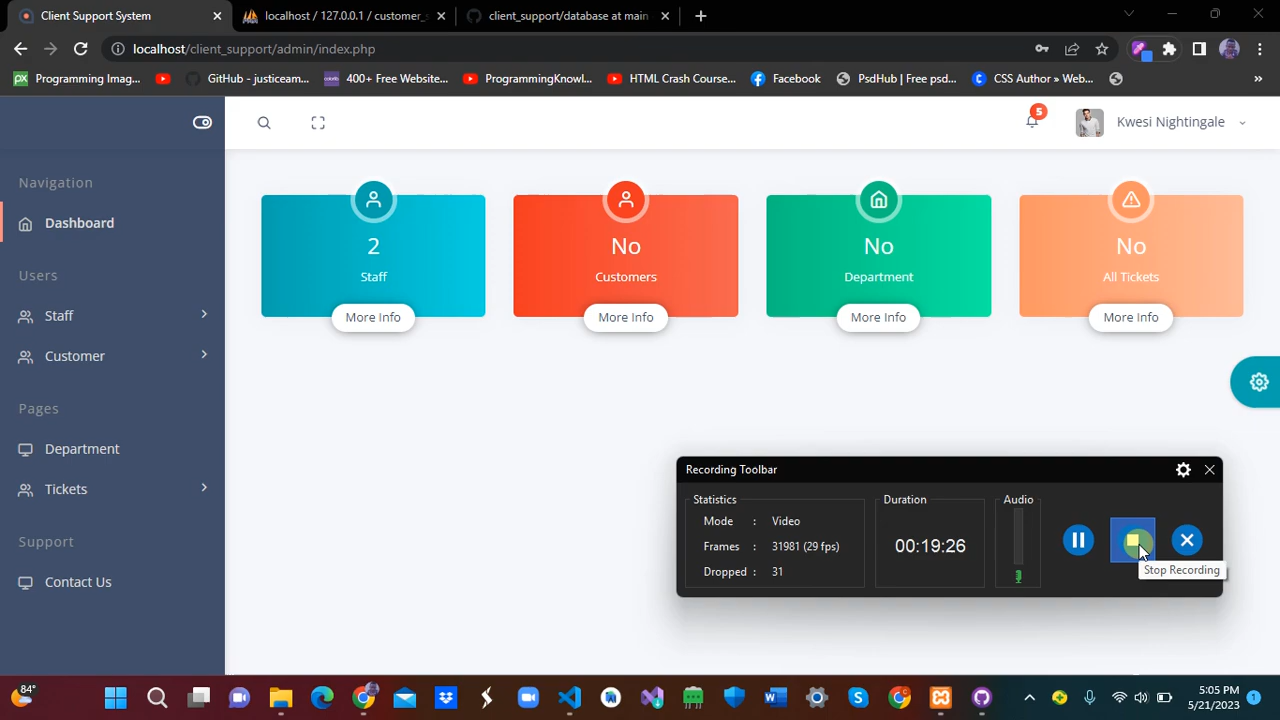 Client Support System
localhost / 127.0.0.1 / customer_s
client_support/database at main
localhost/client_support/admin/index.php
Programming Imag...
GitHub - justiceam...
400+ Free Website...
ProgrammingKnowl...
HTML Crash Course...
Facebook
PsdHub | Free psd...
CSS Author » Web...
»
5
Kwesi Nightingale
Navigation
Dashboard
Users
Staff
Customer
Pages
Department
Tickets
Support
Contact Us
2
Staff
More Info
No
Customers
More Info
No
Department
More Info
No
All Tickets
More Info
Recording Toolbar
Statistics
Mode : Video
Frames : 31981 (29 fps)
Dropped : 31
Duration
00:19:26
Audio
Stop Recording
84°
5:05 PM
5/21/2023
1